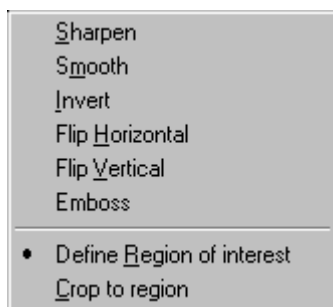 Sharpen
Smooth
Invert
Flip Horizontal
Flip Vertical
Emboss
Define Region of interest
Crop to region